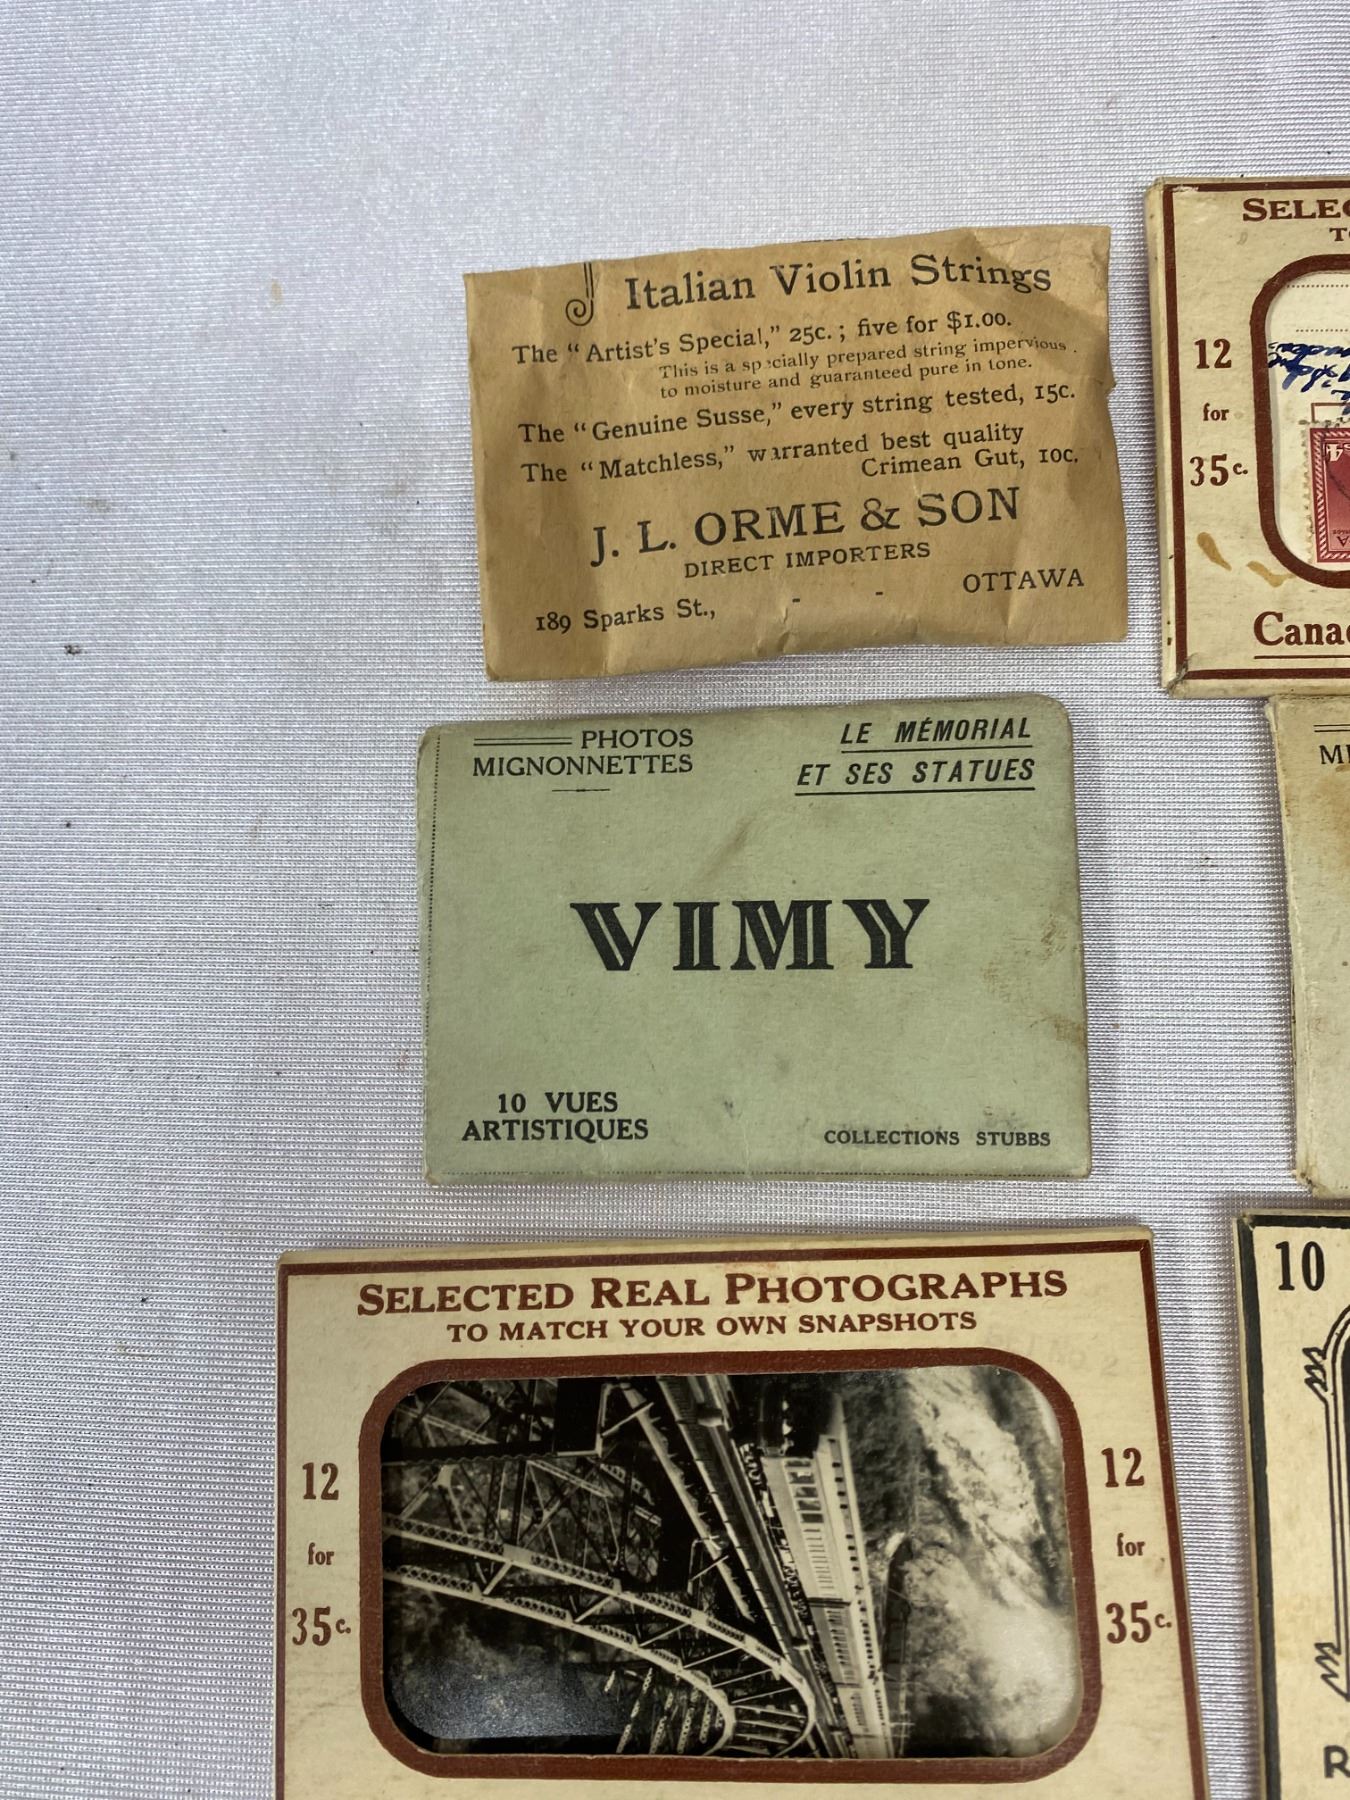 Italian Violin Strings
The "Artist's Special," 25c.; five for $1.00.
This is a specially prepared string impervious
to moisture and guaranteed pure in tone.
The "Genuine Susse," every string tested, 15c.
The "Matchless," warranted best quality
Crimean Gut, 10c.
J. L. ORME & SON
DIRECT IMPORTERS
189 Sparks St., - - OTTAWA
12
for
35c.
PHOTOS
MIGNONNETTES
LE MÉMORIAL
ET SES STATUES
VIMY
10 VUES
ARTISTIQUES
COLLECTIONS STUBBS
SELECTED REAL PHOTOGRAPHS
TO MATCH YOUR OWN SNAPSHOTS
12
for
35c.
12
for
35c.
10